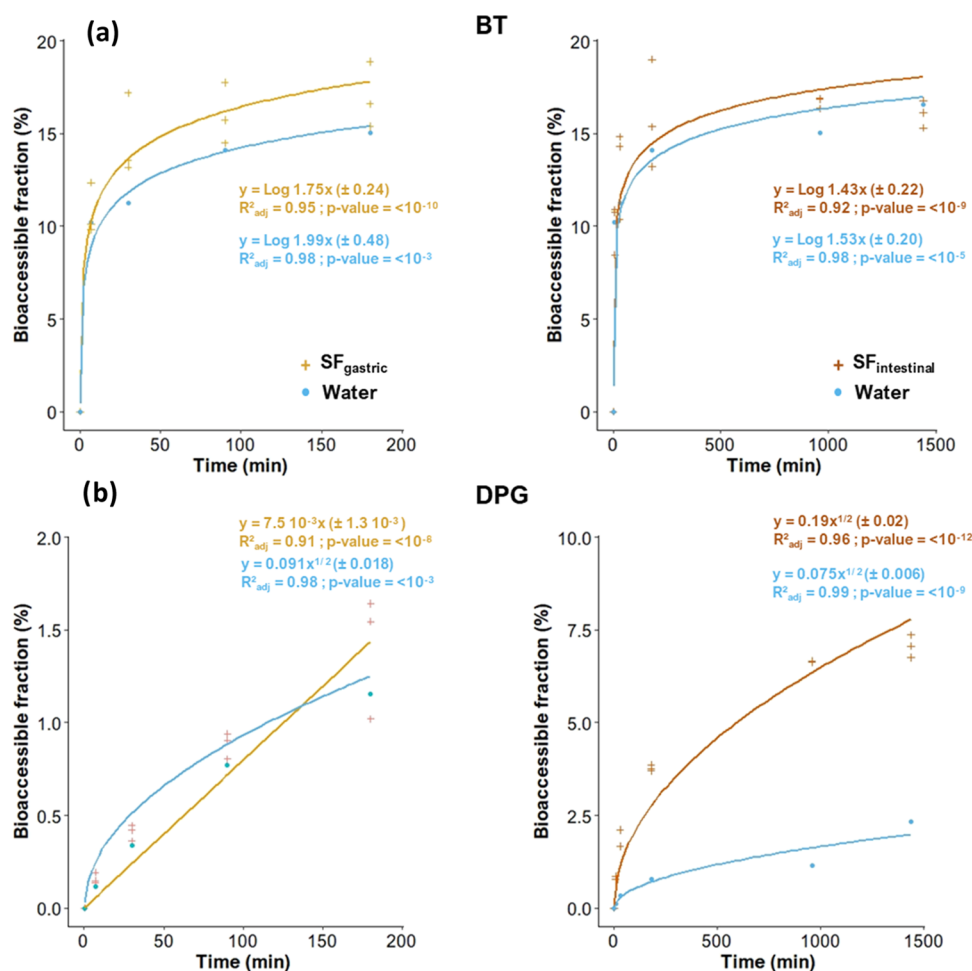 (a)
BT
Bioaccessible fraction (%)
20
15
10
5
0
y = Log 1.75x (± 0.24)
R²adj = 0.95 ; p-value = <10⁻¹⁰
y = Log 1.99x (± 0.48)
R²adj = 0.98 ; p-value = <10⁻³
SFgastric
Water
0 50 100 150 200
Time (min)
Bioaccessible fraction (%)
20
15
10
5
0
y = Log 1.43x (± 0.22)
R²adj = 0.92 ; p-value = <10⁻⁹
y = Log 1.53x (± 0.20)
R²adj = 0.98 ; p-value = <10⁻⁵
SFintestinal
Water
0 500 1000 1500
Time (min)
(b)
DPG
y = 7.5 10⁻³x (± 1.3 10⁻³)
R²adj = 0.91 ; p-value = <10⁻⁸
y = 0.091x¹/² (± 0.018)
R²adj = 0.98 ; p-value = <10⁻³
Bioaccessible fraction (%)
2.0
1.5
1.0
0.5
0.0
0 50 100 150 200
Time (min)
y = 0.19x¹/² (± 0.02)
R²adj = 0.96 ; p-value = <10⁻¹²
y = 0.075x¹/² (± 0.006)
R²adj = 0.99 ; p-value = <10⁻⁹
Bioaccessible fraction (%)
10.0
7.5
5.0
2.5
0.0
0 500 1000 1500
Time (min)